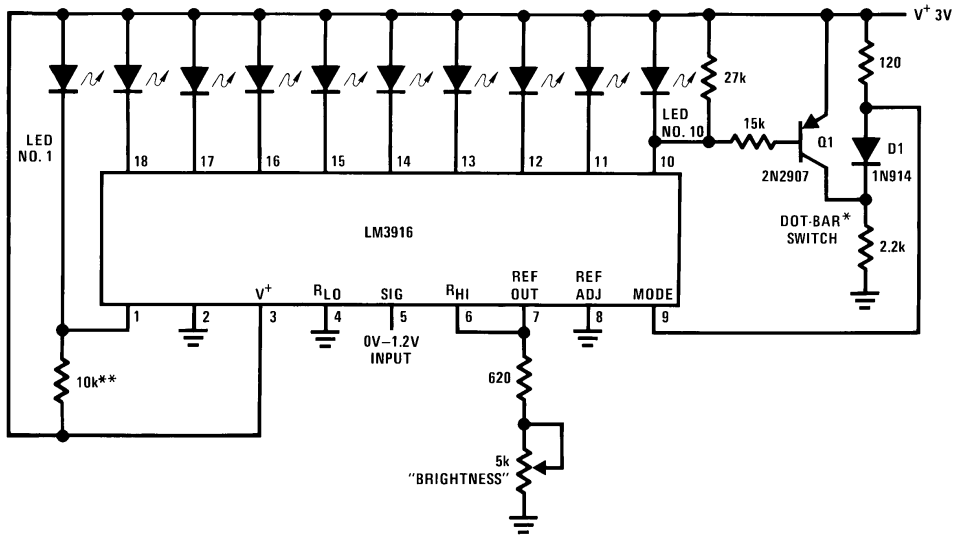 V+ 3V
27k
120
LED
NO. 1
LED
NO. 10
15k
Q1
2N2907
D1
1N914
18
17
16
15
14
13
12
11
10
DOT-BAR*
SWITCH
2.2k
LM3916
V+
RLO
SIG
RHI
REF
OUT
REF
ADJ
MODE
1
2
3
4
5
6
7
8
9
0V–1.2V
INPUT
10k**
620
5k
"BRIGHTNESS"